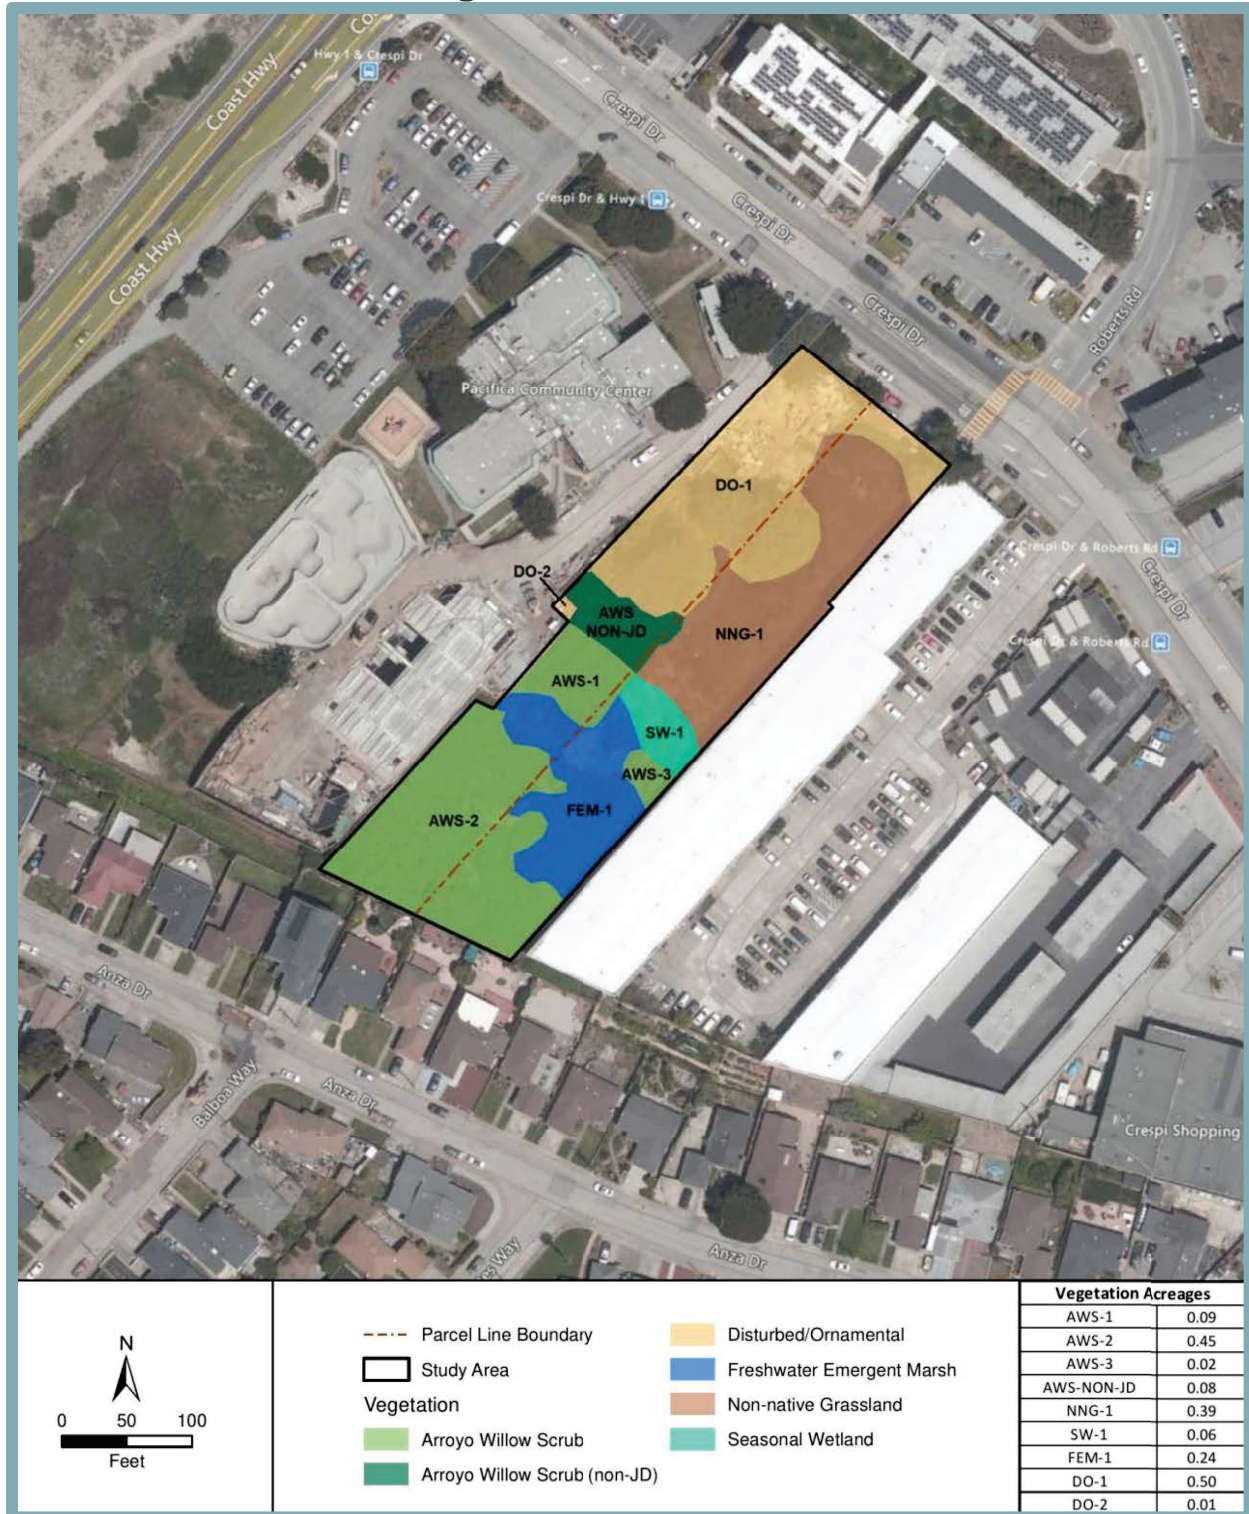 Coast Hwy
Hwy 1 & Crespi Dr
Crespi Dr
Coast Hwy
Crespi Dr & Hwy 1
Crespi Dr
Crespi Dr
Roberts Rd
Pacifica Community Center
DO-1
Crespi Dr & Roberts Rd
Crespi Dr
DO-2
AWS
NON-JD
NNG-1
Crespi Dr & Roberts Rd
AWS-1
SW-1
AWS-3
FEM-1
AWS-2
Anza Dr
Balboa Way
Anza Dr
Crespi Shopping
Anza Dr
N
0 50 100
Feet
Parcel Line Boundary
Study Area
Vegetation
Arroyo Willow Scrub
Arroyo Willow Scrub (non-JD)
Disturbed/Ornamental
Freshwater Emergent Marsh
Non-native Grassland
Seasonal Wetland
Vegetation Acreages
AWS-1 0.09
AWS-2 0.45
AWS-3 0.02
AWS-NON-JD 0.08
NNG-1 0.39
SW-1 0.06
FEM-1 0.24
DO-1 0.50
DO-2 0.01